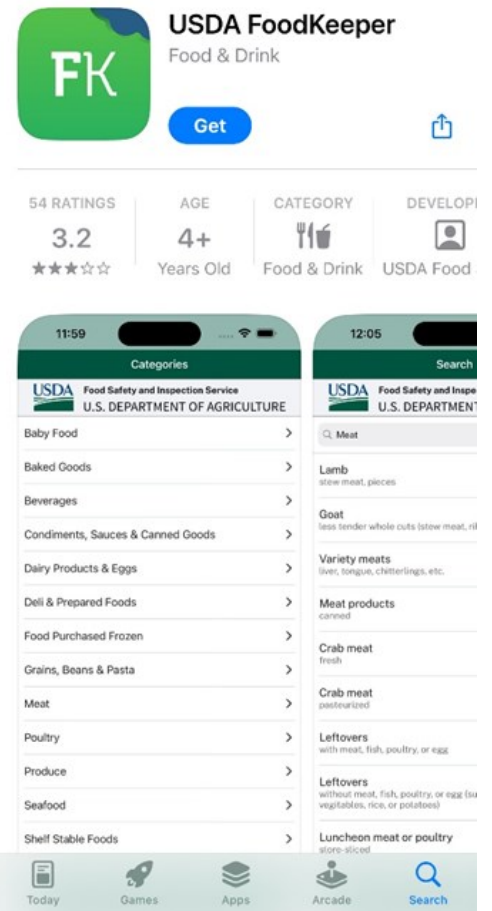 FK
USDA FoodKeeper
Food & Drink
Get
54 RATINGS
3.2
AGE
4+
Years Old
CATEGORY
Food & Drink
DEVELOPE
USDA Food
11:59
Categories
USDA Food Safety and Inspection Service
U.S. DEPARTMENT OF AGRICULTURE
Baby Food
Baked Goods
Beverages
Condiments, Sauces & Canned Goods
Dairy Products & Eggs
Deli & Prepared Foods
Food Purchased Frozen
Grains, Beans & Pasta
Meat
Poultry
Produce
Seafood
Shelf Stable Foods
12:05
Search
USDA Food Safety and Inspe
U.S. DEPARTMENT
Meat
Lamb
stew meat, pieces
Goat
less tender whole cuts (stew meat, ri
Variety meats
liver, tongue, chitterlings, etc.
Meat products
canned
Crab meat
fresh
Crab meat
pasteurized
Leftovers
with meat, fish, poultry, or egg
Leftovers
without meat, fish, poultry, or egg (su
vegitables, rice, or potatoes)
Luncheon meat or poultry
store-sliced
Today
Games
Apps
Arcade
Search